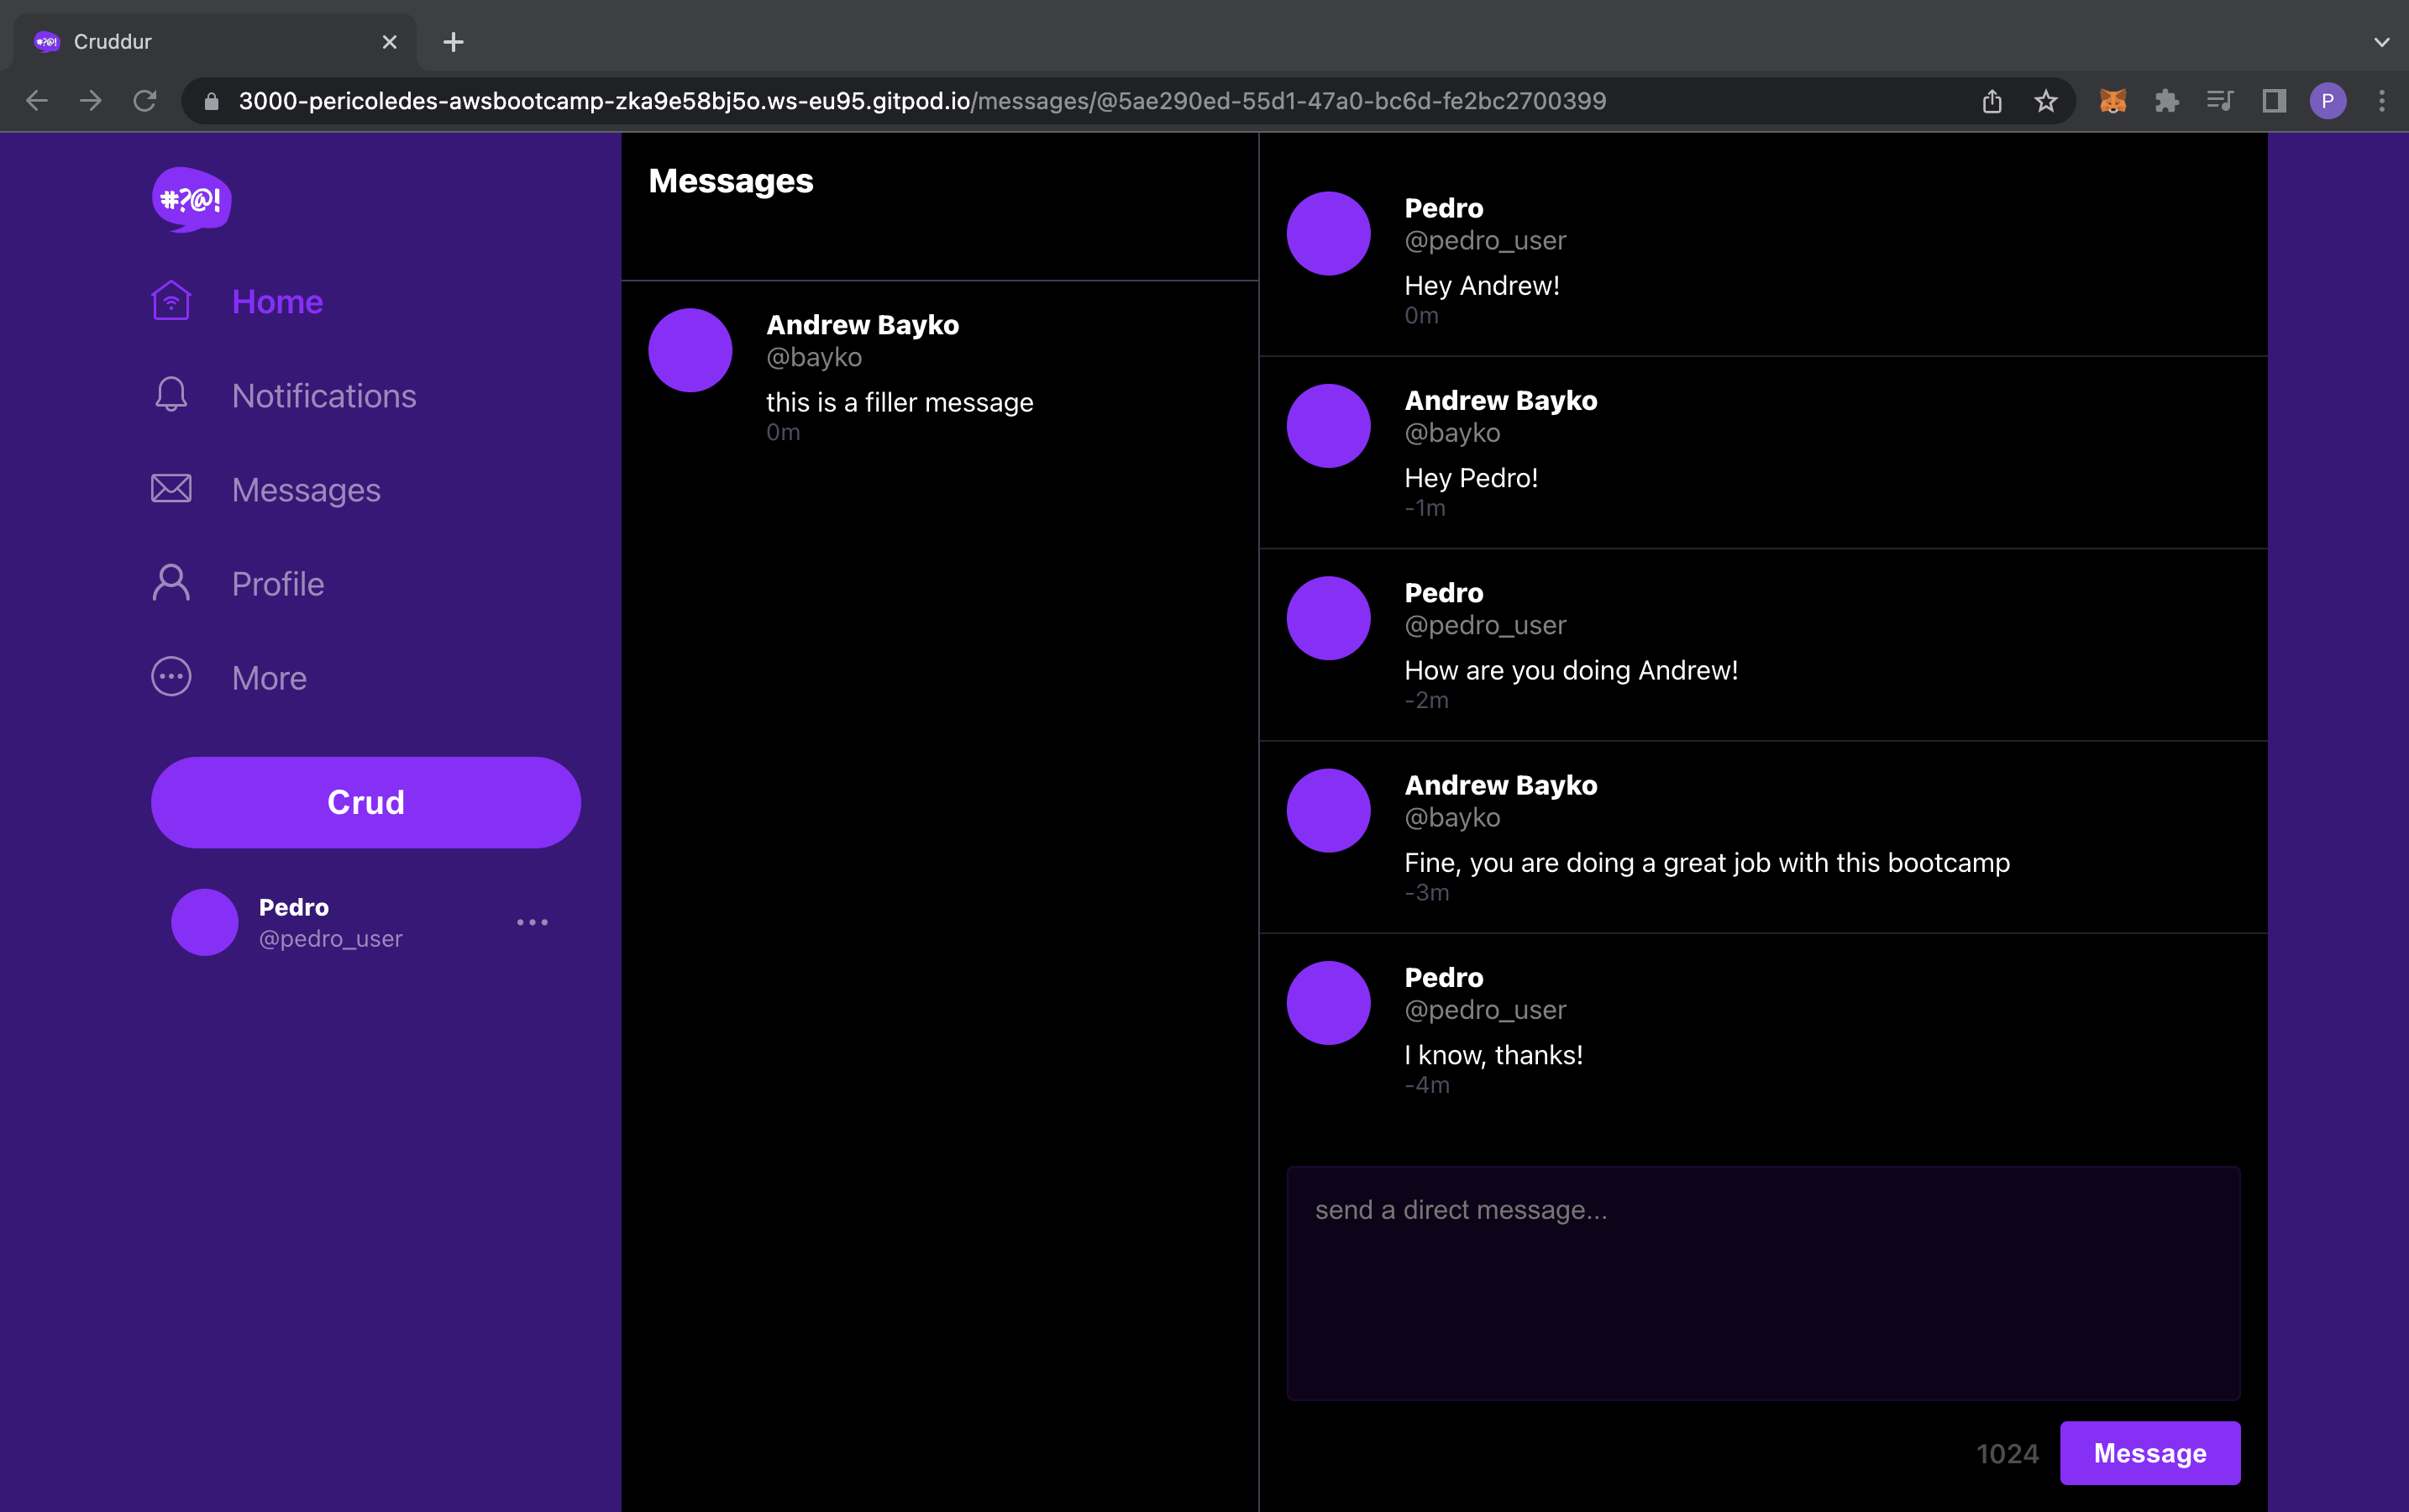 #?@! Cruddur
3000-pericoledes-awsbootcamp-zka9e58bj5o.ws-eu95.gitpod.io/messages/@5ae290ed-55d1-47a0-bc6d-fe2bc2700399
P
#?@!
Home
Notifications
Messages
Profile
More
Crud
Pedro
@pedro_user
Messages
Andrew Bayko
@bayko
this is a filler message
0m
Pedro
@pedro_user
Hey Andrew!
0m
Andrew Bayko
@bayko
Hey Pedro!
-1m
Pedro
@pedro_user
How are you doing Andrew!
-2m
Andrew Bayko
@bayko
Fine, you are doing a great job with this bootcamp
-3m
Pedro
@pedro_user
I know, thanks!
-4m
send a direct message...
1024
Message